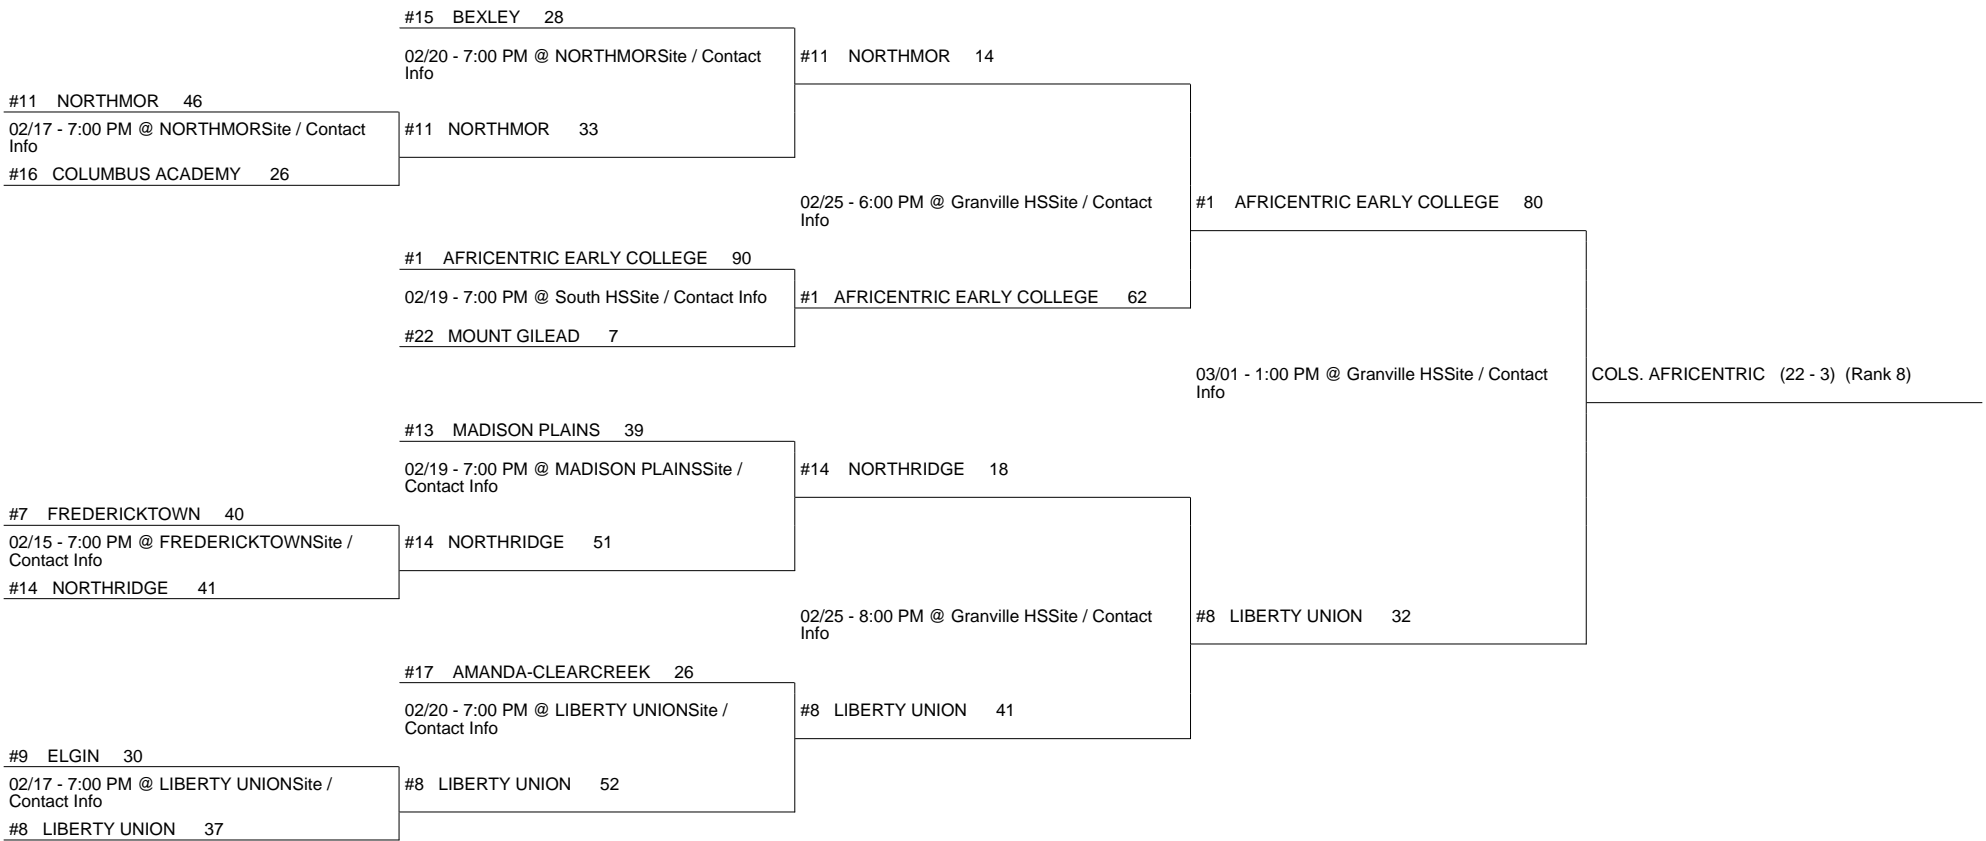 #15 BEXLEY 28
02/20 - 7:00 PM @ NORTHMORSite / Contact
Info
#11 NORTHMOR 14
#11 NORTHMOR 46
02/17 - 7:00 PM @ NORTHMORSite / Contact
Info
#11 NORTHMOR 33
#16 COLUMBUS ACADEMY 26
02/25 - 6:00 PM @ Granville HSSite / Contact
Info
#1 AFRICENTRIC EARLY COLLEGE 80
#1 AFRICENTRIC EARLY COLLEGE 90
02/19 - 7:00 PM @ South HSSite / Contact Info
#1 AFRICENTRIC EARLY COLLEGE 62
#22 MOUNT GILEAD 7
03/01 - 1:00 PM @ Granville HSSite / Contact
Info
COLS. AFRICENTRIC (22 - 3) (Rank 8)
#13 MADISON PLAINS 39
02/19 - 7:00 PM @ MADISON PLAINSSite /
Contact Info
#14 NORTHRIDGE 18
#7 FREDERICKTOWN 40
02/15 - 7:00 PM @ FREDERICKTOWNSite /
Contact Info
#14 NORTHRIDGE 51
#14 NORTHRIDGE 41
02/25 - 8:00 PM @ Granville HSSite / Contact
Info
#8 LIBERTY UNION 32
#17 AMANDA-CLEARCREEK 26
02/20 - 7:00 PM @ LIBERTY UNIONSite /
Contact Info
#8 LIBERTY UNION 41
#9 ELGIN 30
02/17 - 7:00 PM @ LIBERTY UNIONSite /
Contact Info
#8 LIBERTY UNION 52
#8 LIBERTY UNION 37